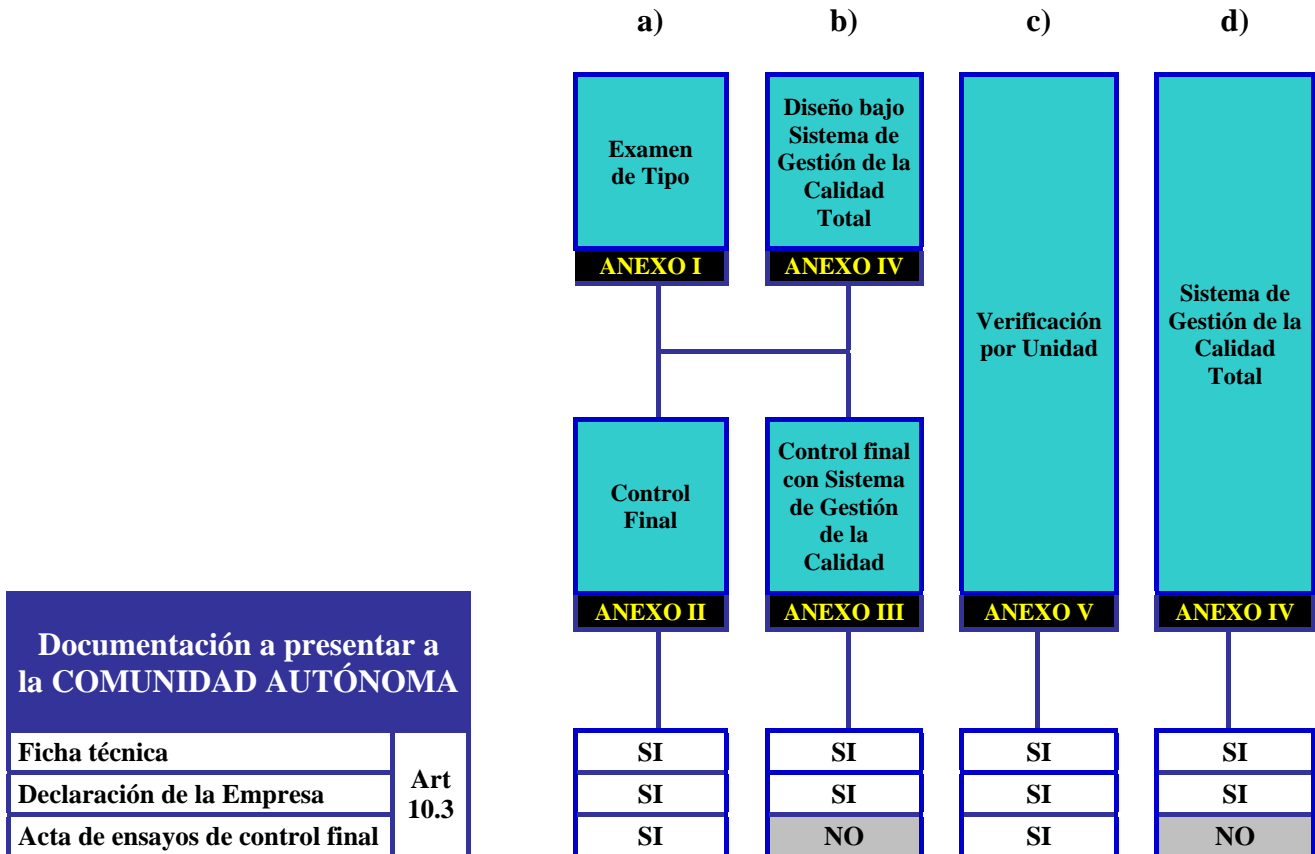 a)
b)
c)
d)
Examen
de Tipo
ANEXO I
Diseño bajo
Sistema de
Gestión de la
Calidad
Total
ANEXO IV
Verificación
por Unidad
Sistema de
Gestión de la
Calidad
Total
Control
Final
ANEXO II
Control final
con Sistema
de Gestión
de la
Calidad
ANEXO III
ANEXO V
ANEXO IV
Documentación a presentar a
la COMUNIDAD AUTÓNOMA
Ficha técnica
Art
10.3
SI
SI
SI
SI
Declaración de la Empresa
SI
SI
SI
SI
Acta de ensayos de control final
SI
NO
SI
NO